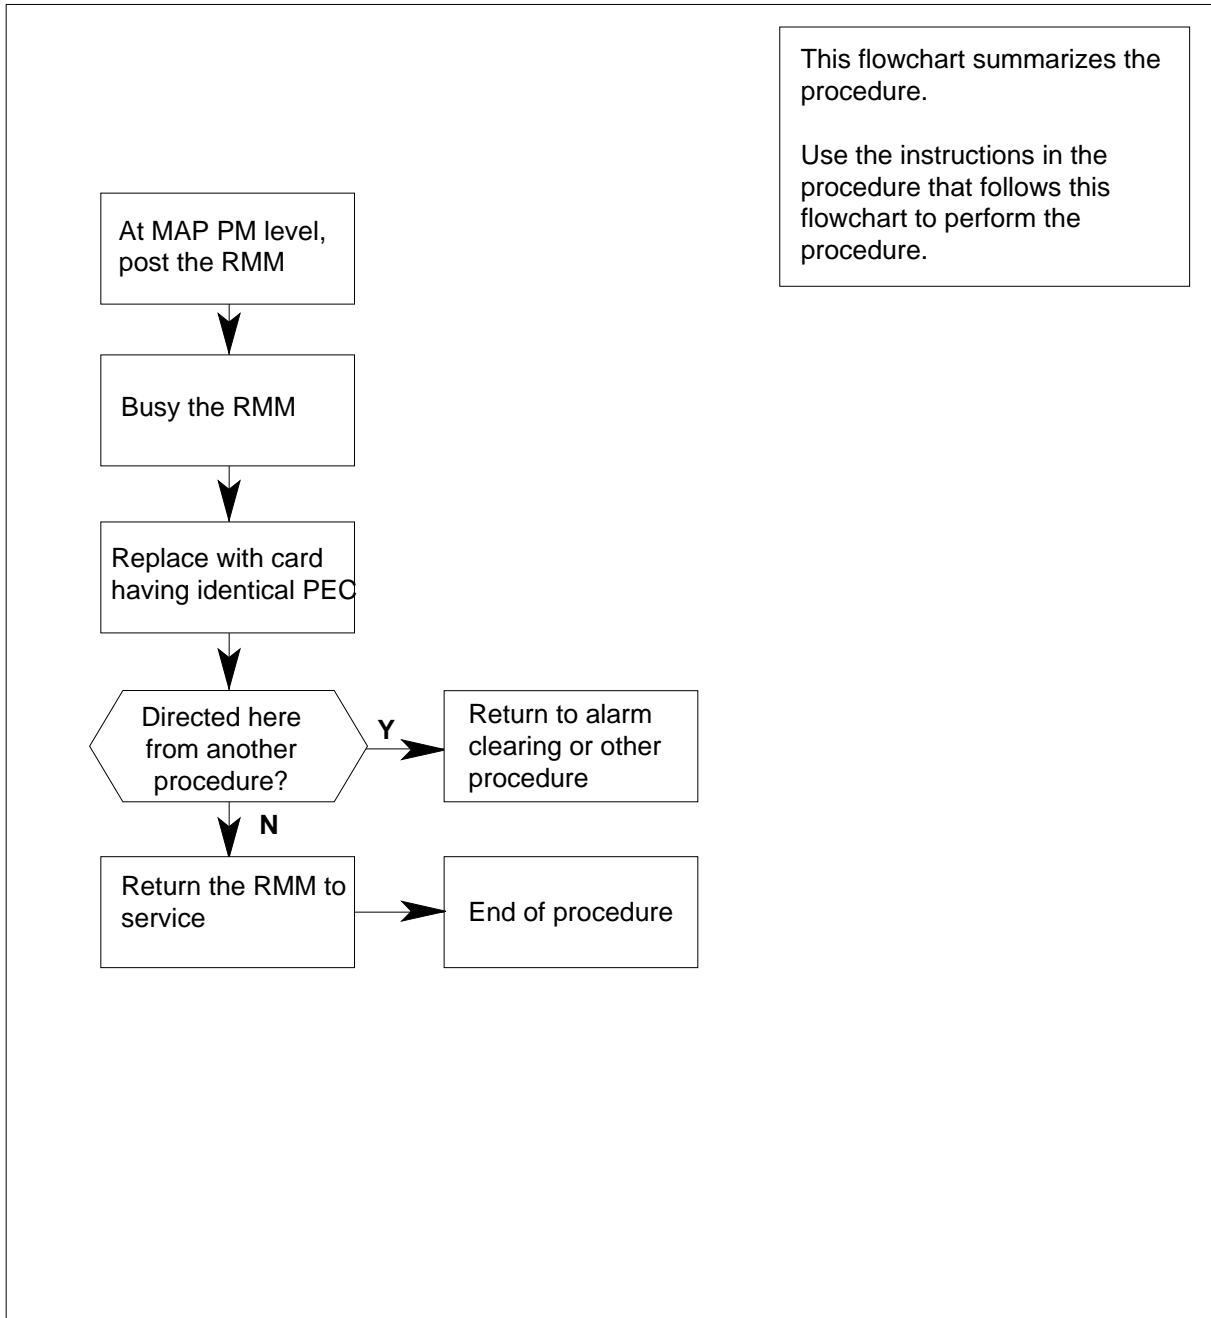 This flowchart summarizes the
procedure.
Use the instructions in the
procedure that follows this
flowchart to perform the
procedure.
At MAP PM level,
post the RMM
Busy the RMM
Replace with card
having identical PEC
Directed here
from another
procedure?
Y
Return to alarm
clearing or other
procedure
N
Return the RMM to
service
End of procedure